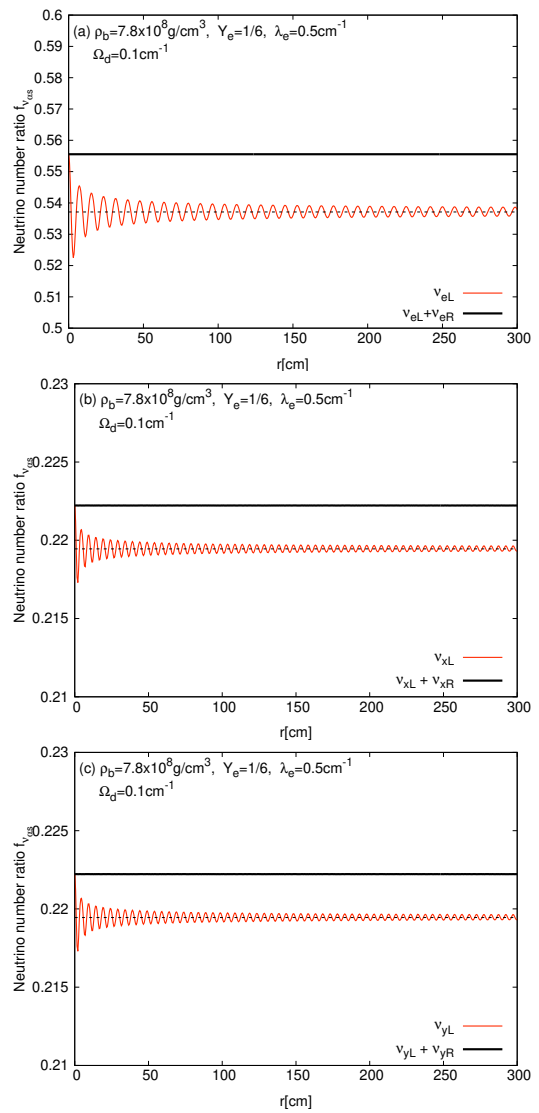 (a) ρb=7.8x10⁸g/cm³, Ye=1/6, λe=0.5cm⁻¹
Ωd=0.1cm⁻¹
Neutrino number ratio fναs
0.6
0.59
0.58
0.57
0.56
0.55
0.54
0.53
0.52
0.51
0.5
νeL
νeL+νeR
0 50 100 150 200 250 300
r[cm]
(b) ρb=7.8x10⁸g/cm³, Ye=1/6, λe=0.5cm⁻¹
Ωd=0.1cm⁻¹
Neutrino number ratio fναs
0.23
0.225
0.22
0.215
0.21
νxL
νxL + νxR
0 50 100 150 200 250 300
r[cm]
(c) ρb=7.8x10⁸g/cm³, Ye=1/6, λe=0.5cm⁻¹
Ωd=0.1cm⁻¹
Neutrino number ratio fναs
0.23
0.225
0.22
0.215
0.21
νyL
νyL + νyR
0 50 100 150 200 250 300
r[cm]